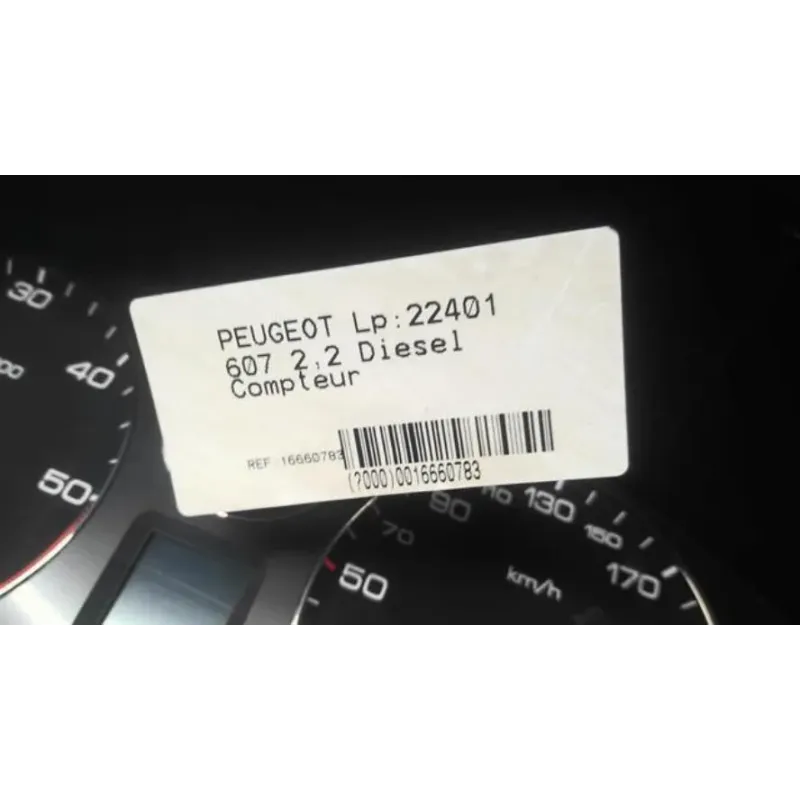 PEUGEOT Lp:22401
607 2,2 Diesel
Compteur
REF 16660783
(?000)0016660783
30
40
50
50
70
90
110
130
150
170
km/h